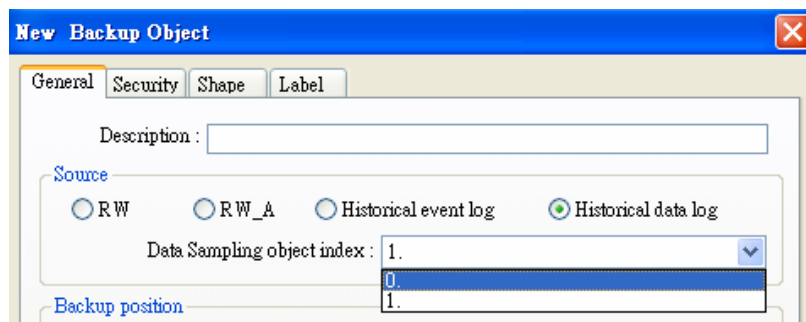 New Backup Object
General Security Shape Label
Description :
Source
RW RW_A Historical event log Historical data log
Data Sampling object index : 1.
0.
1.
Backup position